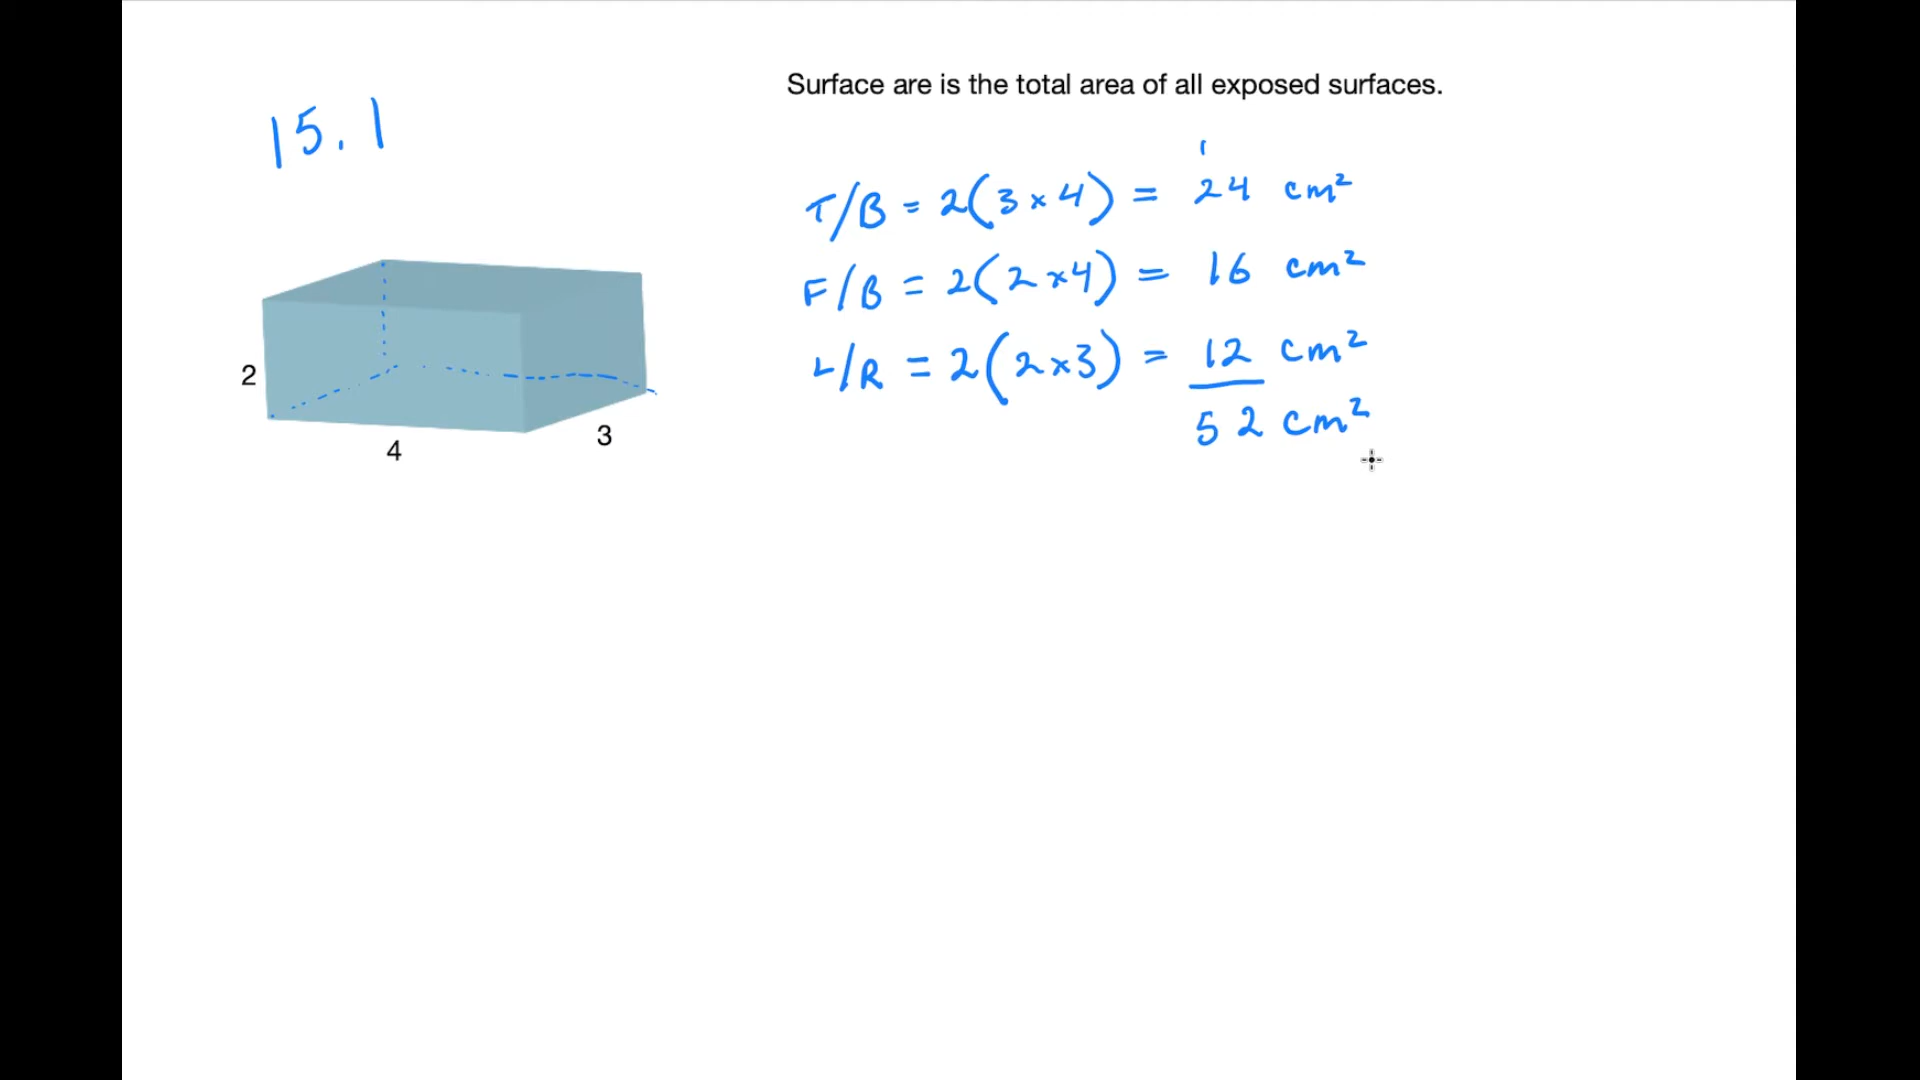 15.1
Surface are is the total area of all exposed surfaces.
1
T/B = 2(3 × 4) = 24 cm²
F/B = 2(2 × 4) = 16 cm²
L/R = 2(2 × 3) = 12 cm²
52 cm²
2
4
3